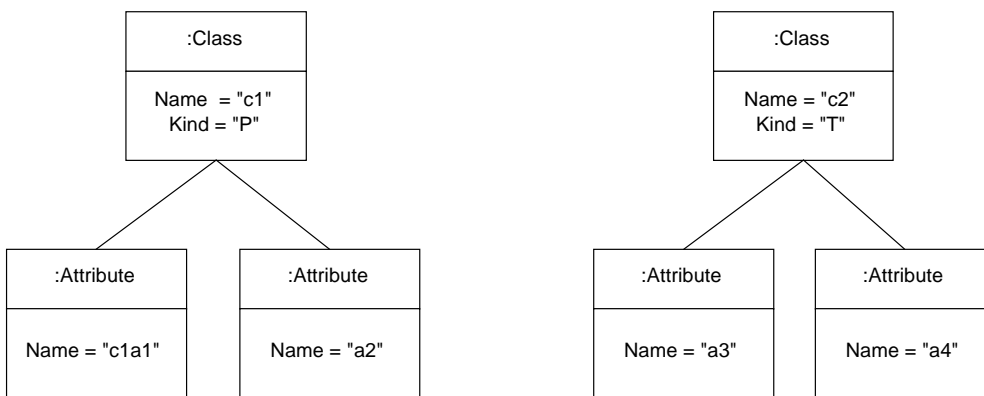 :Class
Name = "c1"
Kind = "P"
:Class
Name = "c2"
Kind = "T"
:Attribute
Name = "c1a1"
:Attribute
Name = "a2"
:Attribute
Name = "a3"
:Attribute
Name = "a4"